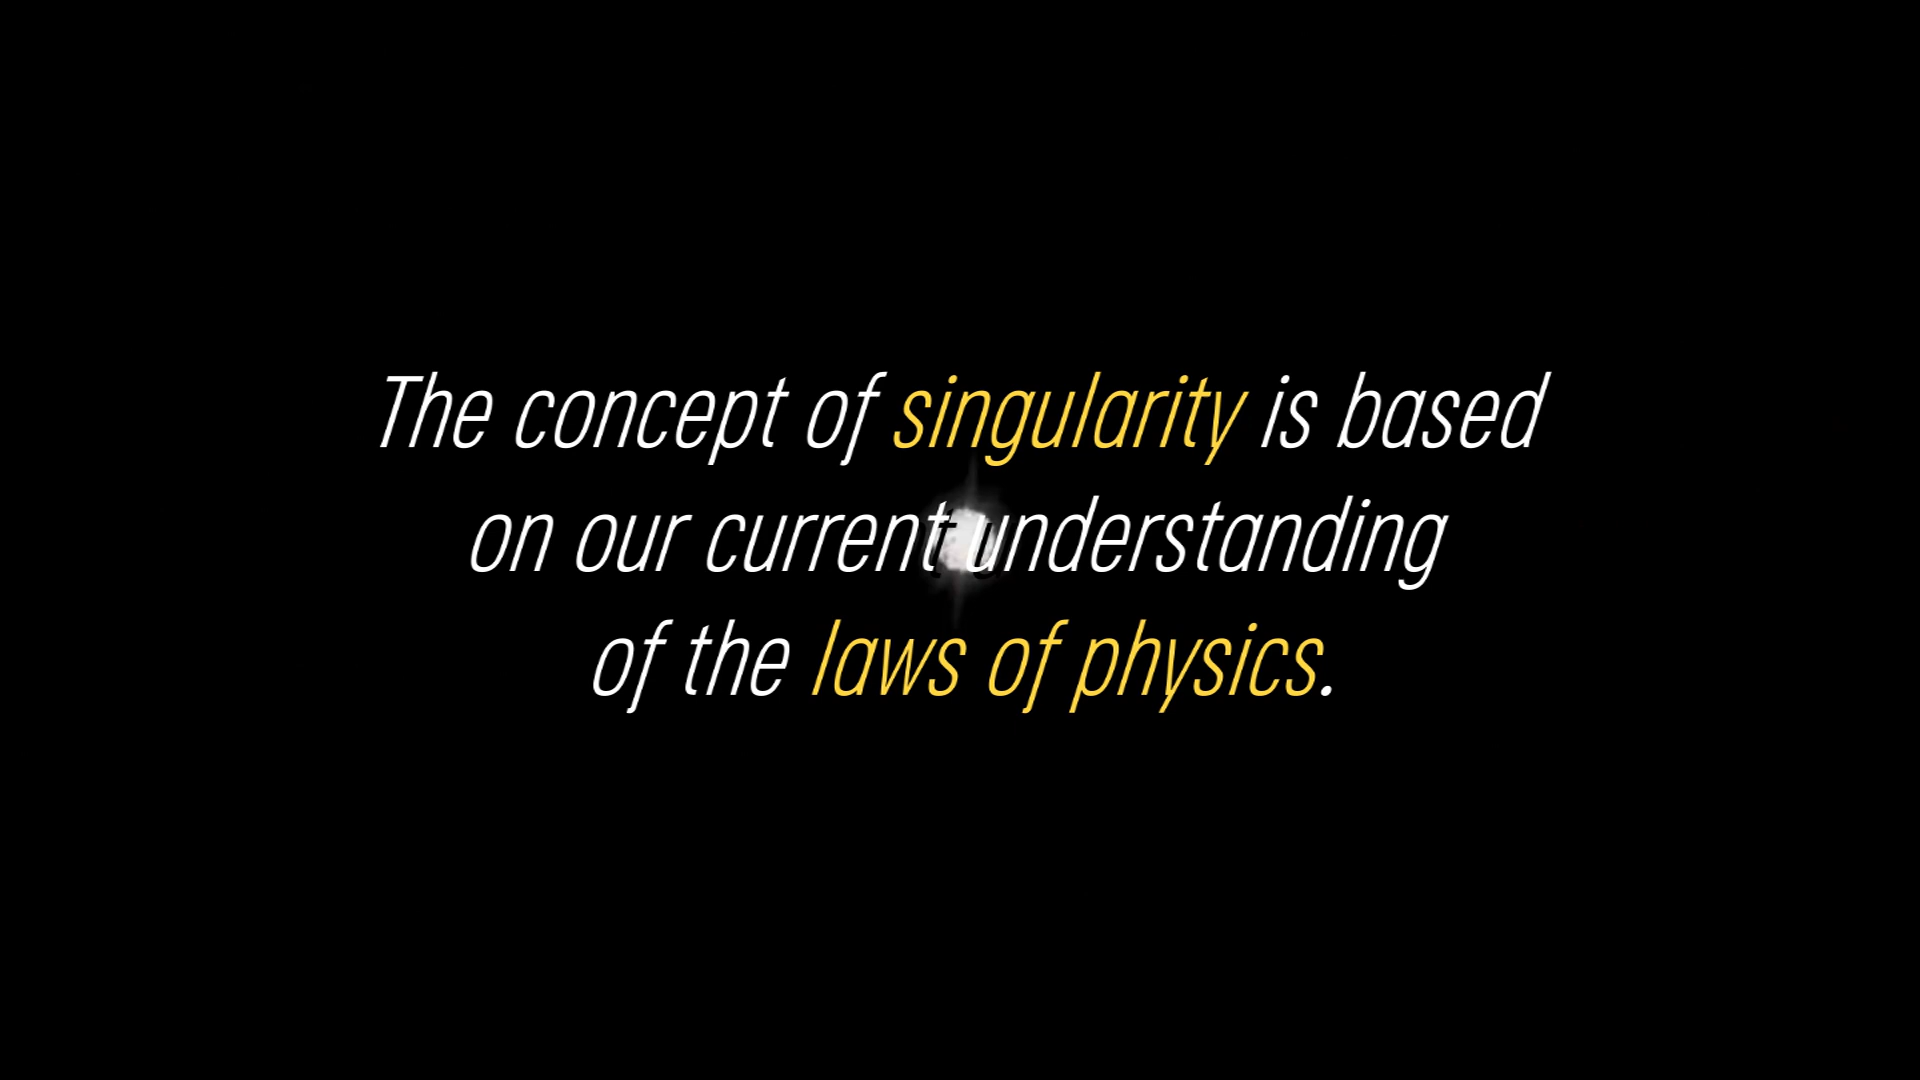 The concept of singularity is based
on our current understanding
of the laws of physics.